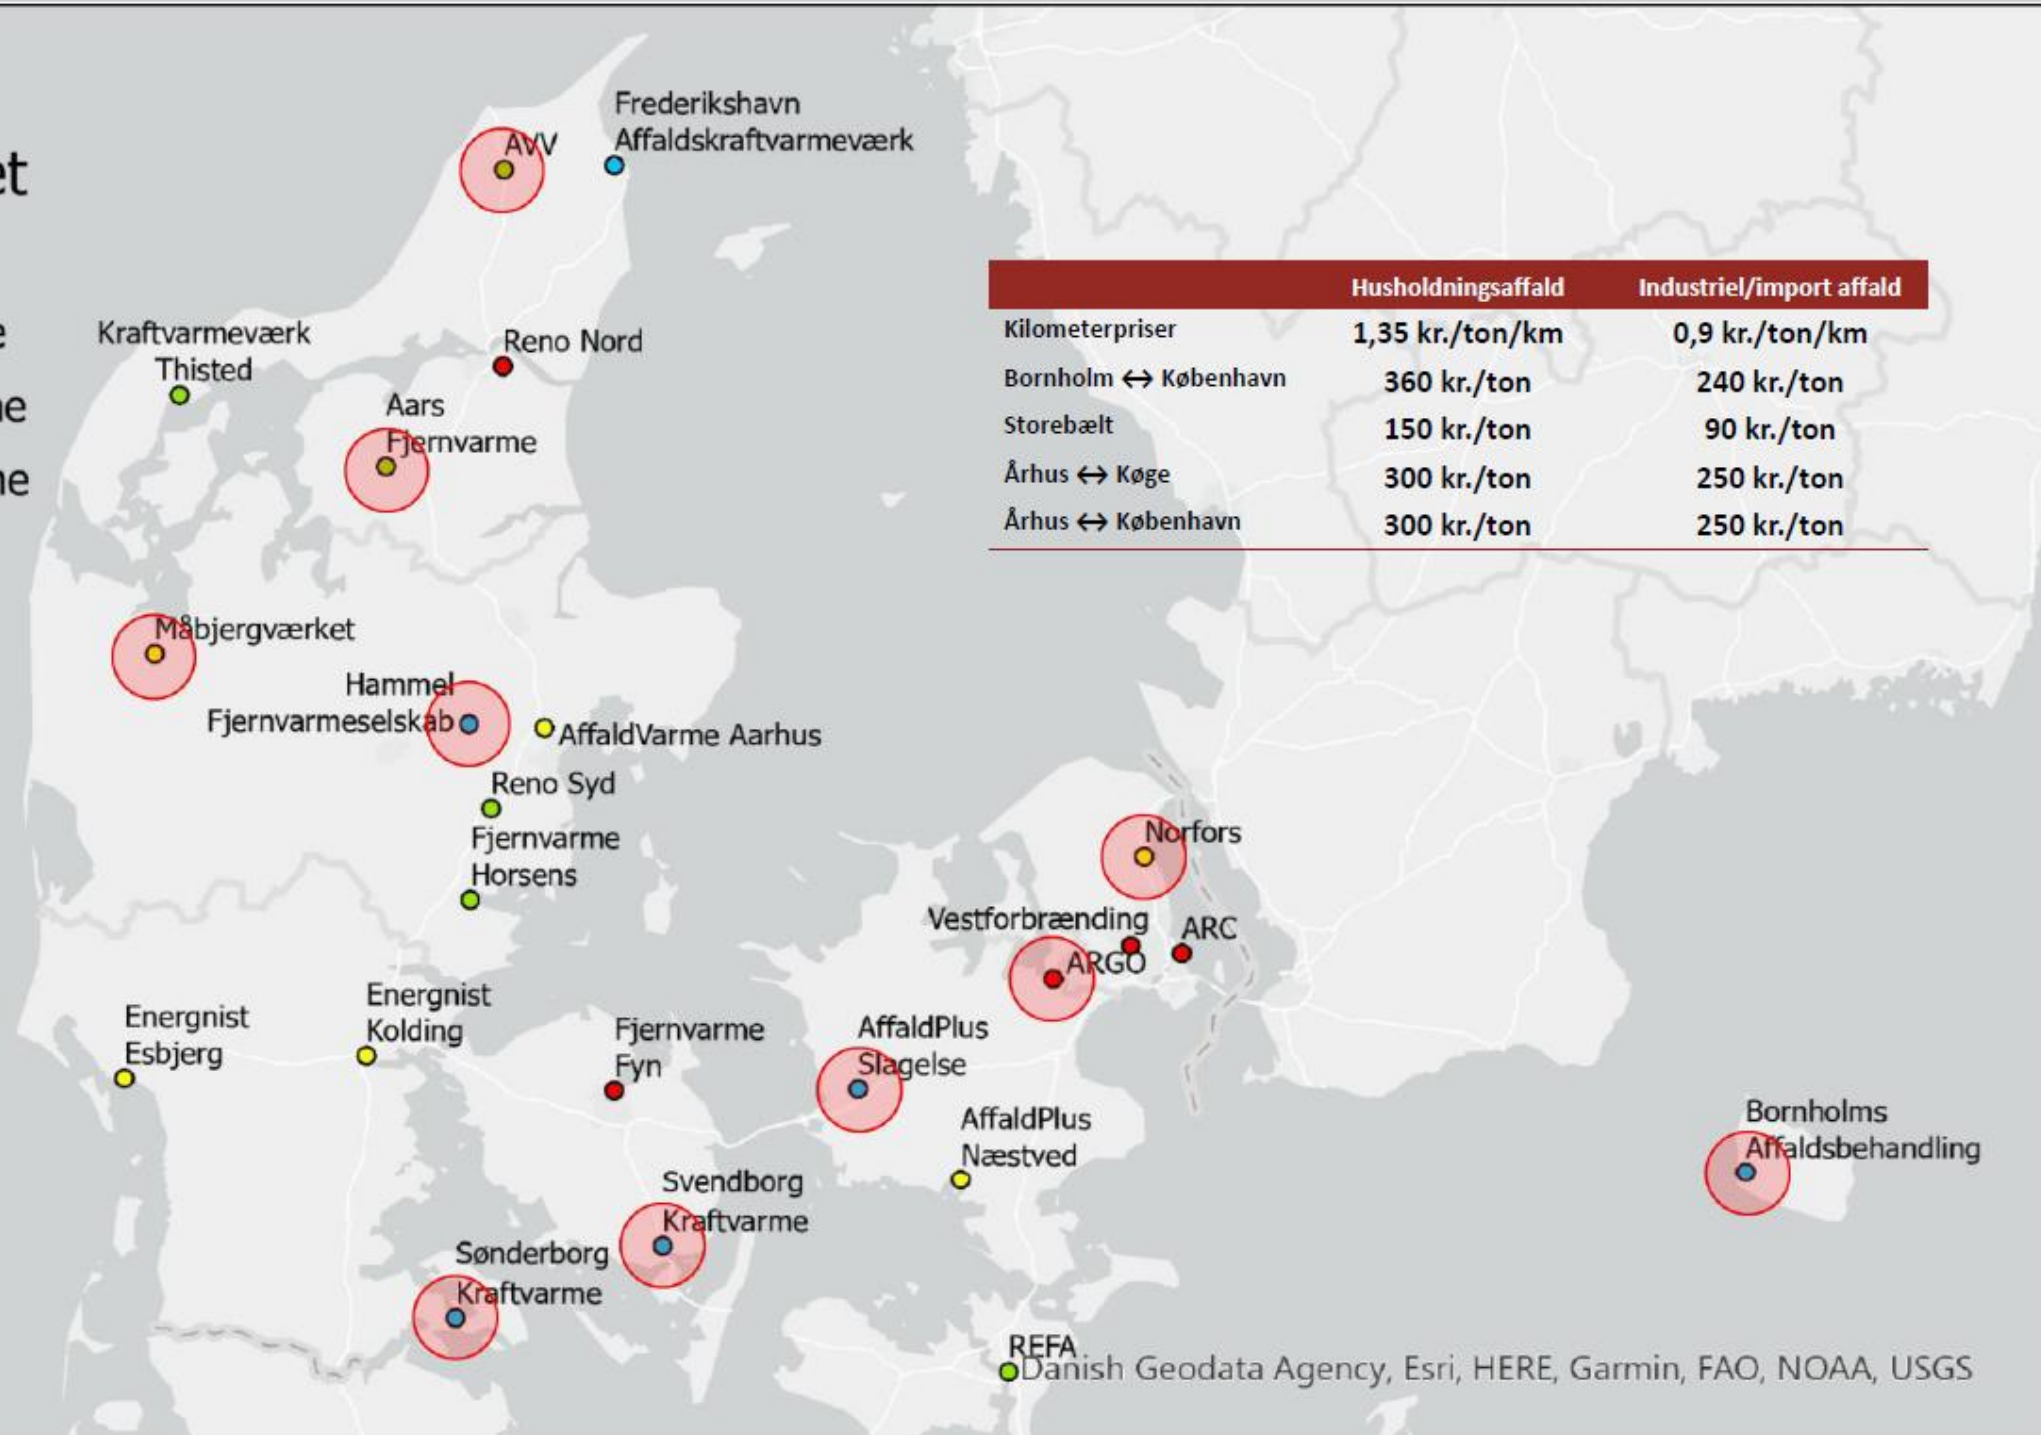 et
e
ne
ne
Frederikshavn
Affaldskraftvarmeværk
AVV
Kraftvarmeværk
Thisted
Reno Nord
Aars
Fjernvarme
Husholdningsaffald Industriel/import affald
Kilometerpriser 1,35 kr./ton/km 0,9 kr./ton/km
Bornholm ↔ København 360 kr./ton 240 kr./ton
Storebælt 150 kr./ton 90 kr./ton
Århus ↔ Køge 300 kr./ton 250 kr./ton
Århus ↔ København 300 kr./ton 250 kr./ton
Måbjergværket
Hammel
Fjernvarmeselskab
AffaldVarme Aarhus
Reno Syd
Fjernvarme
Horsens
Norfors
Vestforbrænding
ARC
ARGO
Energnist
Esbjerg
Energnist
Kolding
Fjernvarme
Fyn
AffaldPlus
Slagelse
AffaldPlus
Næstved
Bornholms
Affaldsbehandling
Svendborg
Kraftvarme
Sønderborg
Kraftvarme
REFA
Danish Geodata Agency, Esri, HERE, Garmin, FAO, NOAA, USGS